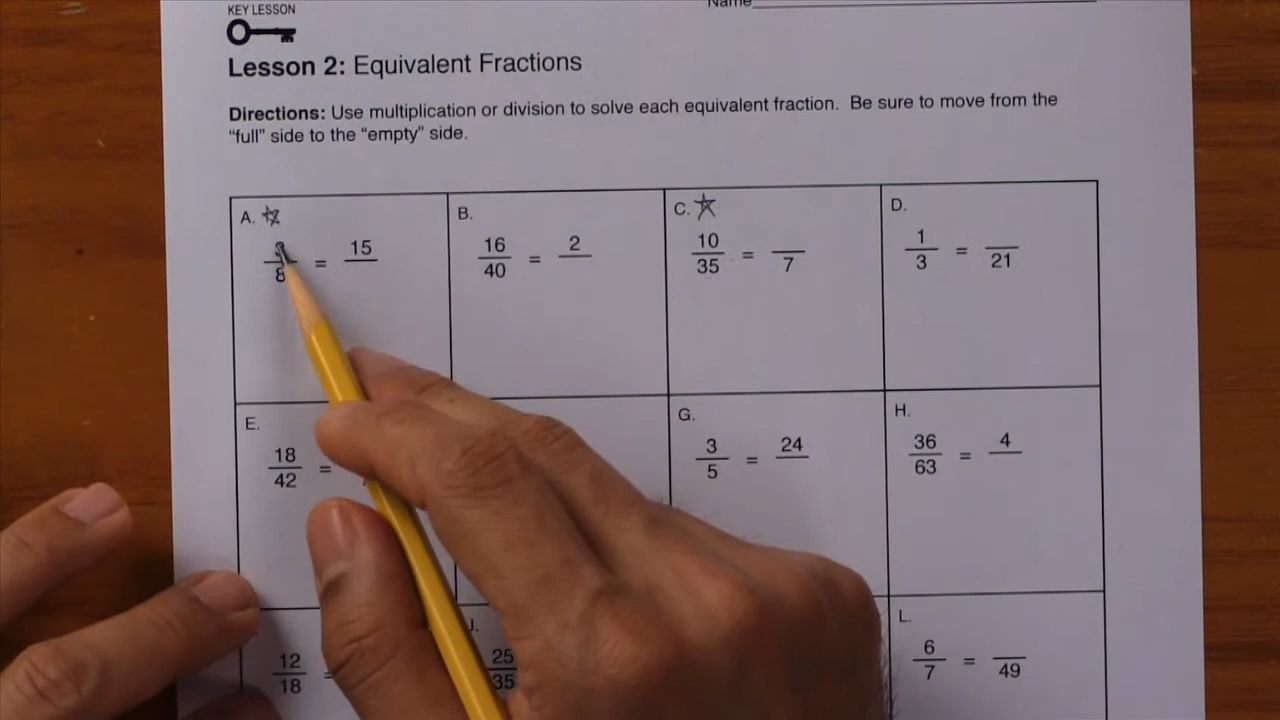 KEY LESSON
Name
Lesson 2: Equivalent Fractions
Directions: Use multiplication or division to solve each equivalent fraction. Be sure to move from the
“full” side to the “empty” side.
A. B. C. D.
15 16 2 10 1
8 = 40 = 35 = 7 3 = 21
E. G. H.
18 3 24 36 4
42 = 5 = 63 =
J. L.
12 25 6
18 = 35 7 = 49